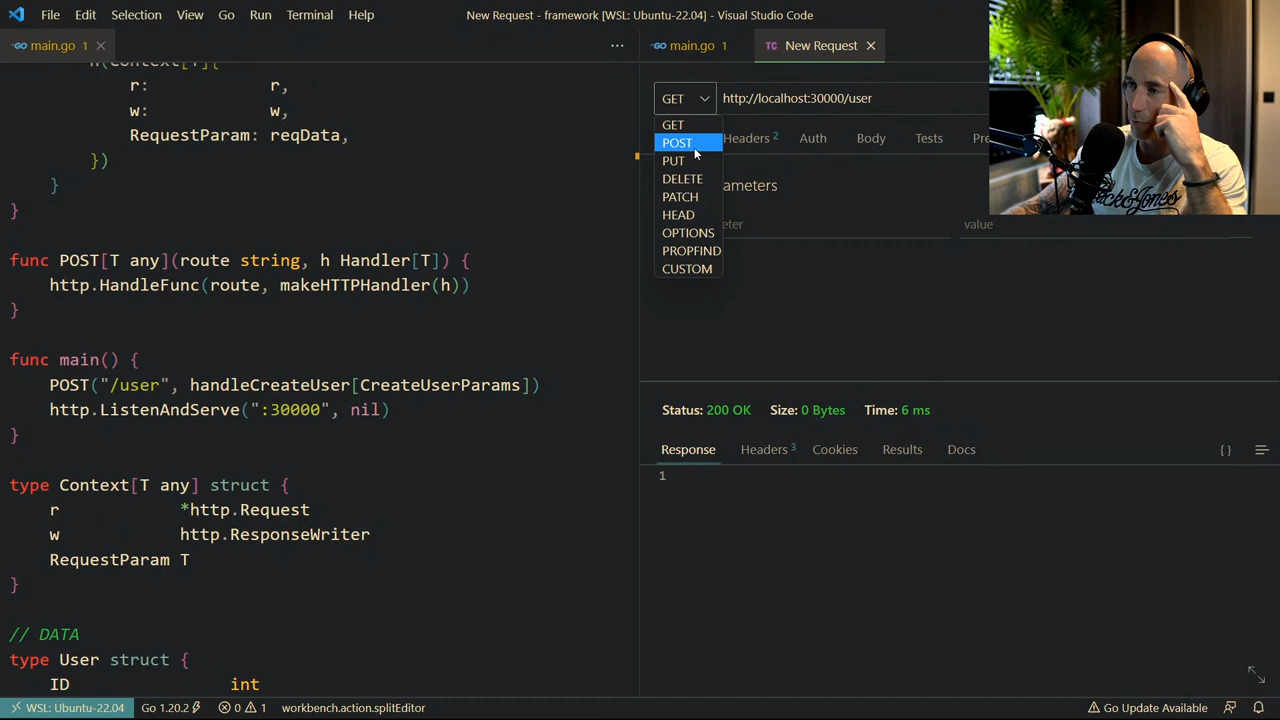 File Edit Selection View Go Run Terminal Help
New Request - framework [WSL: Ubuntu-22.04] - Visual Studio Code
main.go 1
h(Context[T]{
r: r,
w: w,
RequestParam: reqData,
})
}
}
func POST[T any](route string, h Handler[T]) {
http.HandleFunc(route, makeHTTPHandler(h))
}
func main() {
POST("/user", handleCreateUser[CreateUserParams])
http.ListenAndServe(":30000", nil)
}
type Context[T any] struct {
r *http.Request
w http.ResponseWriter
RequestParam T
}
// DATA
type User struct {
ID int
main.go 1
TC New Request
GET http://localhost:30000/user
GET
POST
PUT
DELETE
PATCH
HEAD
OPTIONS
PROPFIND
CUSTOM
Headers 2 Auth Body Tests Pre
ameters
eter value
Status: 200 OK Size: 0 Bytes Time: 6 ms
Response Headers 3 Cookies Results Docs { }
1
WSL: Ubuntu-22.04 Go 1.20.2 0 1 workbench.action.splitEditor
Go Update Available